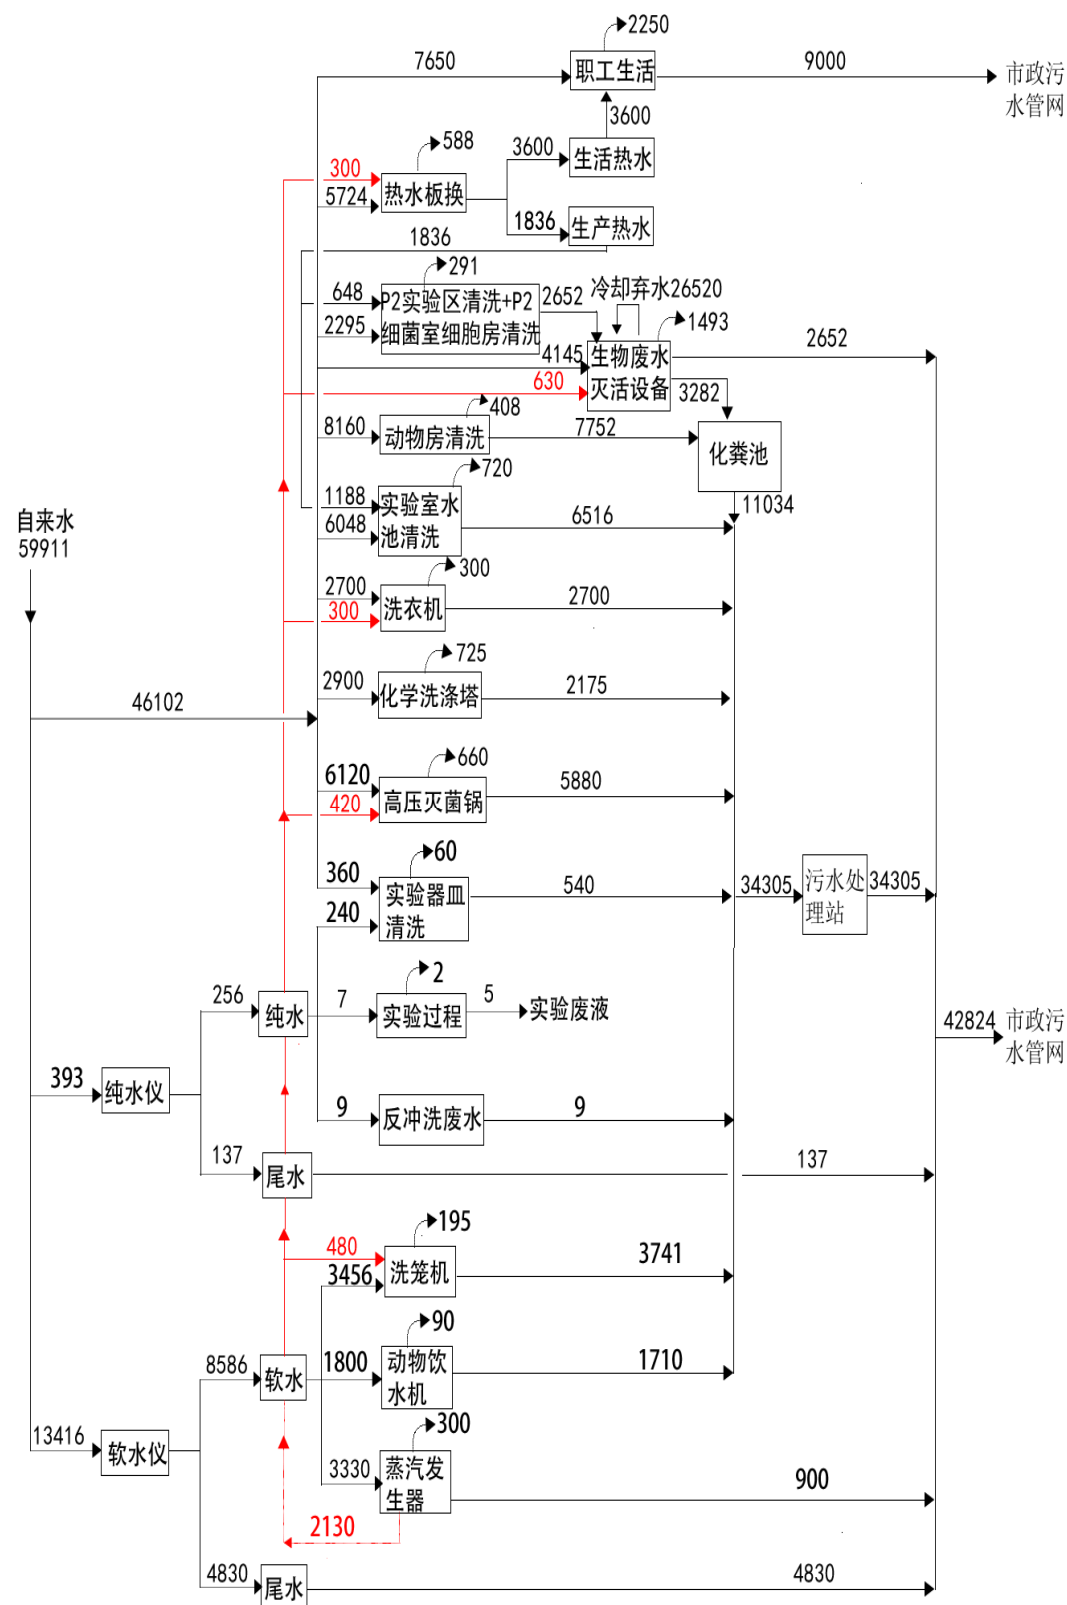 2250
7650
职工生活
9000
市政污
水管网
3600
588
300
5724
热水板换
3600
生活热水
1836
生产热水
1836
291
648
2295
P2实验区清洗+P2
细菌室细胞房清洗
2652
冷却弃水26520
1493
4145
630
生物废水
灭活设备
2652
3282
408
8160
动物房清洗
7752
化粪池
11034
720
1188
6048
实验室水
池清洗
6516
自来水
59911
300
2700
300
洗衣机
2700
725
2900
化学洗涤塔
2175
46102
660
6120
420
高压灭菌锅
5880
60
360
240
实验器皿
清洗
540
34305
污水处
理站
34305
256
纯水
2
7
实验过程
5
实验废液
42824
市政污
水管网
393
纯水仪
9
反冲洗废水
9
137
尾水
137
195
480
3456
洗笼机
3741
90
8586
软水
1800
动物饮
水机
1710
13416
软水仪
300
3330
蒸汽发
生器
900
2130
4830
尾水
4830